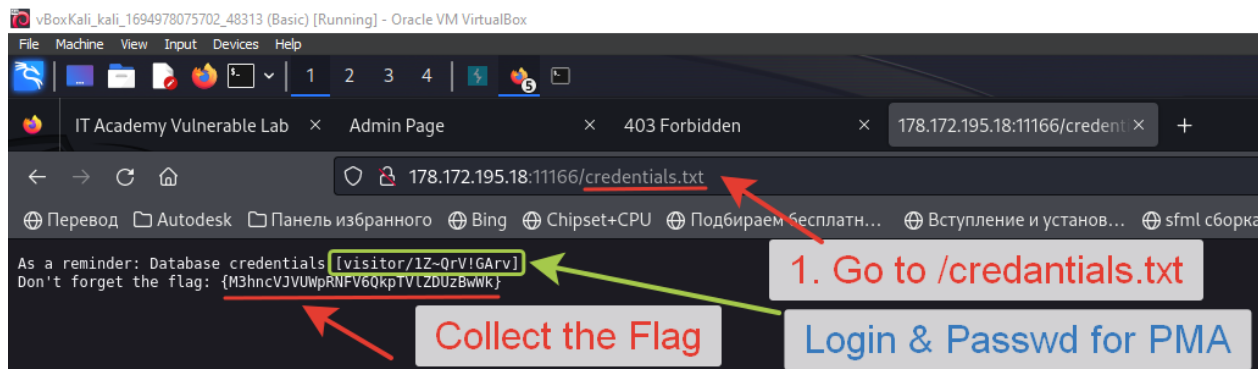 vBoxKali_kali_1694978075702_48313 (Basic) [Running] - Oracle VM VirtualBox
File Machine View Input Devices Help
1 2 3 4 5
IT Academy Vulnerable Lab × Admin Page × 403 Forbidden × 178.172.195.18:11166/credent × +
178.172.195.18:11166/credentials.txt
Перевод Autodesk Панель избранного Bing Chipset+CPU Подбираем бесплатн... Вступление и установ... sfml сборка
As a reminder: Database credentials [visitor/1Z~QrV!GArv]
Don't forget the flag: {M3hncVJVUWpRNFV6QkpTVlZDUzBwWk}
1. Go to /credantials.txt
Collect the Flag
Login & Passwd for PMA